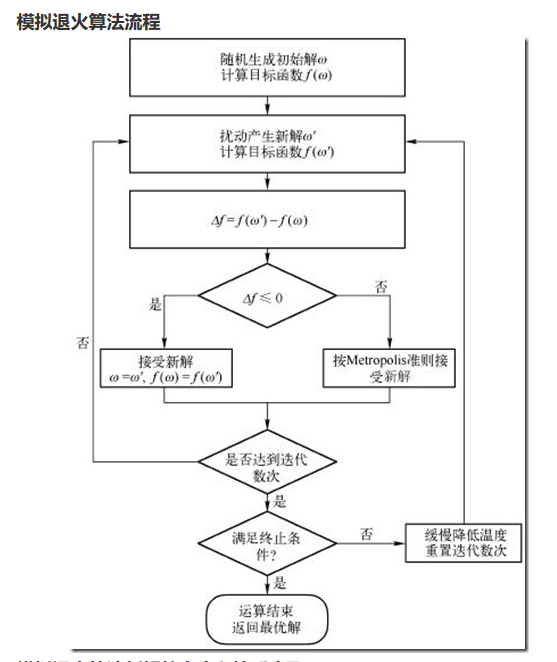 模拟退火算法流程
随机生成初始解ω
计算目标函数f(ω)
扰动产生新解ω′
计算目标函数f(ω′)
Δf=f(ω′)−f(ω)
Δf≤0
是
否
接受新解
ω=ω′, f(ω)=f(ω′)
按Metropolis准则接
受新解
否
是否达到迭代
数次
是
满足终止条
件?
否
缓慢降低温度
重置迭代数次
是
运算结束
返回最优解